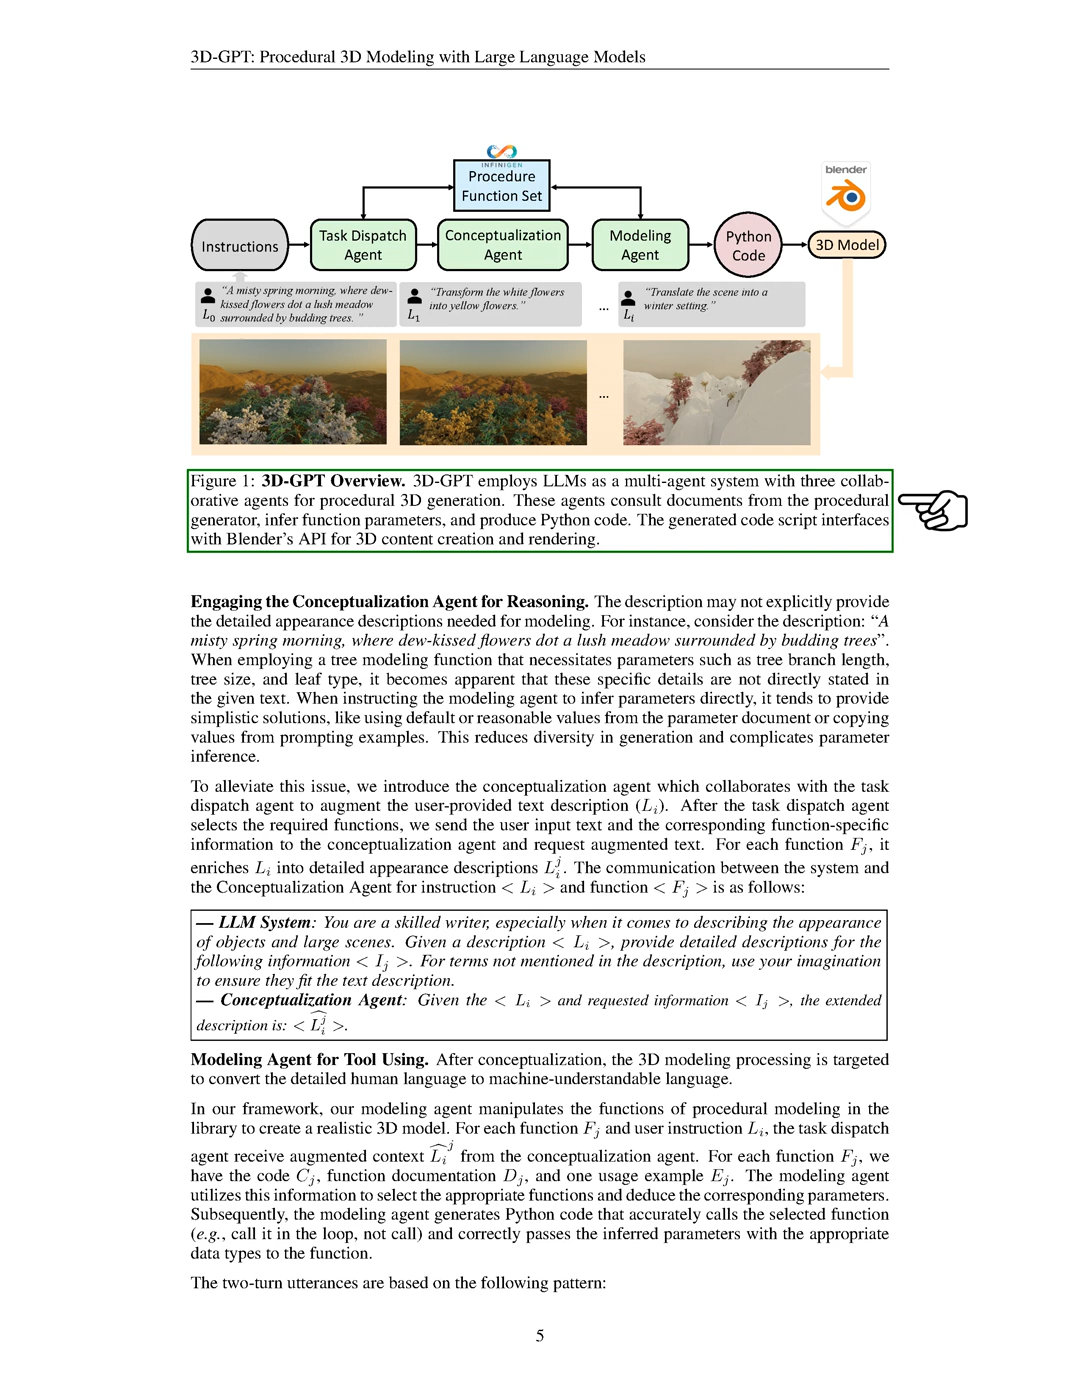 3D-GPT: Procedural 3D Modeling with Large Language Models
INFINIGEN
Procedure
Function Set
blender
Instructions
Task Dispatch
Agent
Conceptualization
Agent
Modeling
Agent
Python
Code
3D Model
“A misty spring morning, where dew-
kissed flowers dot a lush meadow
surrounded by budding trees. ”
L0
“Transform the white flowers
into yellow flowers.”
L1
...
“Translate the scene into a
winter setting.”
Li
...
Figure 1: 3D-GPT Overview. 3D-GPT employs LLMs as a multi-agent system with three collab-
orative agents for procedural 3D generation. These agents consult documents from the procedural
generator, infer function parameters, and produce Python code. The generated code script interfaces
with Blender’s API for 3D content creation and rendering.
Engaging the Conceptualization Agent for Reasoning. The description may not explicitly provide
the detailed appearance descriptions needed for modeling. For instance, consider the description: “A
misty spring morning, where dew-kissed flowers dot a lush meadow surrounded by budding trees”.
When employing a tree modeling function that necessitates parameters such as tree branch length,
tree size, and leaf type, it becomes apparent that these specific details are not directly stated in
the given text. When instructing the modeling agent to infer parameters directly, it tends to provide
simplistic solutions, like using default or reasonable values from the parameter document or copying
values from prompting examples. This reduces diversity in generation and complicates parameter
inference.
To alleviate this issue, we introduce the conceptualization agent which collaborates with the task
dispatch agent to augment the user-provided text description (Li). After the task dispatch agent
selects the required functions, we send the user input text and the corresponding function-specific
information to the conceptualization agent and request augmented text. For each function Fj, it
enriches Li into detailed appearance descriptions L̂ᵢʲ. The communication between the system and
the Conceptualization Agent for instruction < Li > and function < Fj > is as follows:
— LLM System: You are a skilled writer, especially when it comes to describing the appearance
of objects and large scenes. Given a description < Li >, provide detailed descriptions for the
following information < Ij >. For terms not mentioned in the description, use your imagination
to ensure they fit the text description.
— Conceptualization Agent: Given the < Li > and requested information < Ij >, the extended
description is: < L̂ᵢʲ >.
Modeling Agent for Tool Using. After conceptualization, the 3D modeling processing is targeted
to convert the detailed human language to machine-understandable language.
In our framework, our modeling agent manipulates the functions of procedural modeling in the
library to create a realistic 3D model. For each function Fj and user instruction Li, the task dispatch
agent receive augmented context L̂ᵢʲ from the conceptualization agent. For each function Fj, we
have the code Cj, function documentation Dj, and one usage example Ej. The modeling agent
utilizes this information to select the appropriate functions and deduce the corresponding parameters.
Subsequently, the modeling agent generates Python code that accurately calls the selected function
(e.g., call it in the loop, not call) and correctly passes the inferred parameters with the appropriate
data types to the function.
The two-turn utterances are based on the following pattern:
5